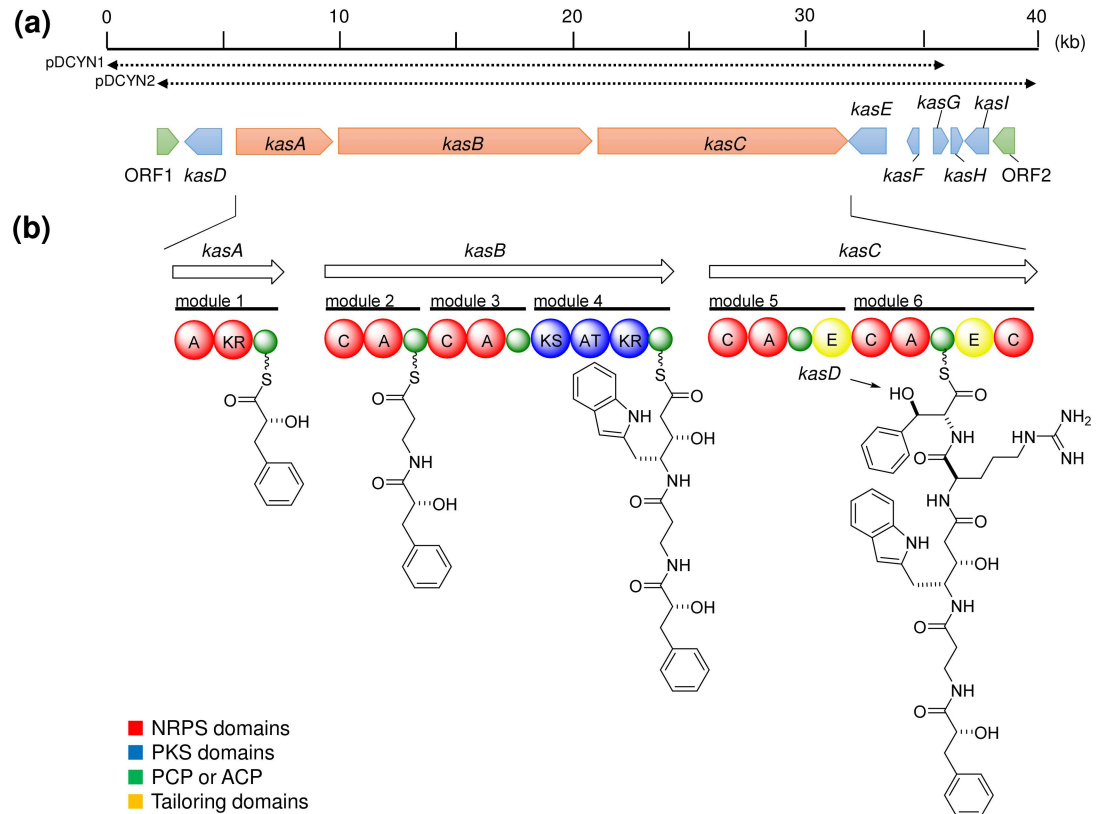 (a)
0 10 20 30 40
(kb)
pDCYN1
pDCYN2
kasG kasI
kasE
kasA kasB kasC
ORF1 kasD kasF kasH ORF2
(b)
kasA kasB kasC
module 1 module 2 module 3 module 4 module 5 module 6
A KR C A C A KS AT KR C A E C A E C
kasD
S S S S
O O O HO O
OH NH OH NH2
NH NH HN NH
O O NH
OH O NH
O
NH NH
O OH
OH NH
O
NH
O
OH
NRPS domains
PKS domains
PCP or ACP
Tailoring domains